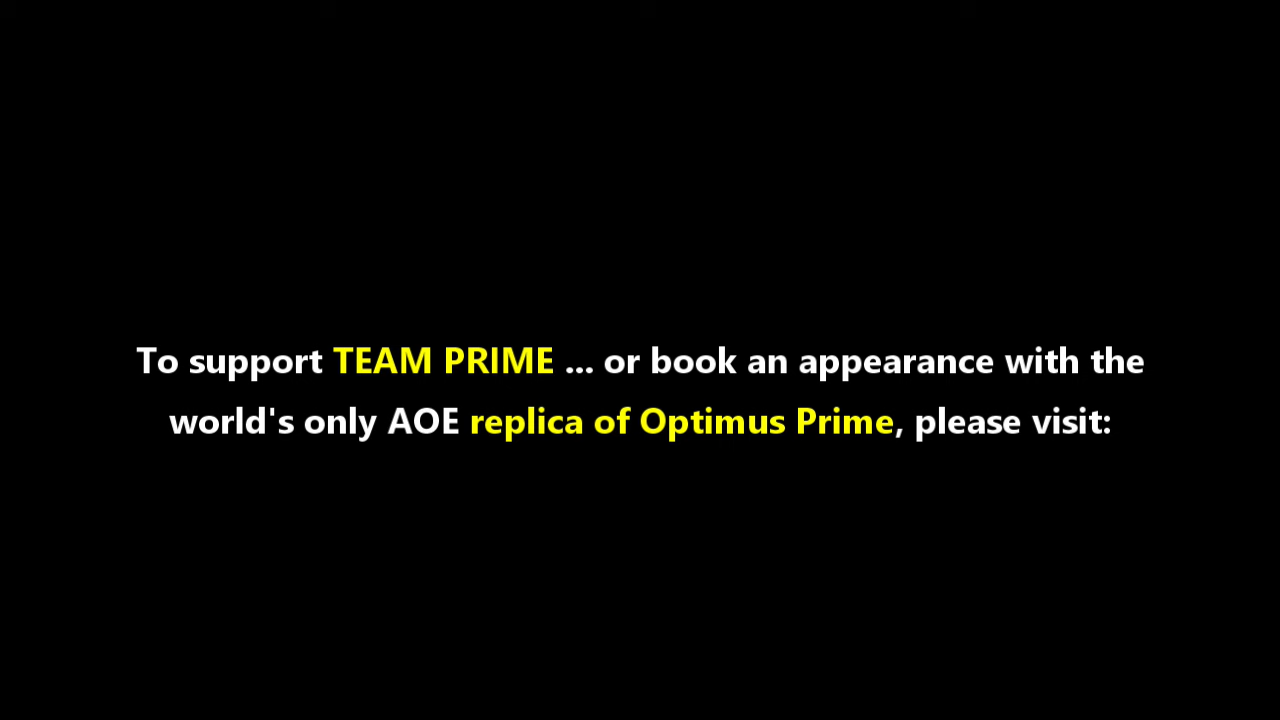 To support TEAM PRIME ... or book an appearance with the
world's only AOE replica of Optimus Prime, please visit: